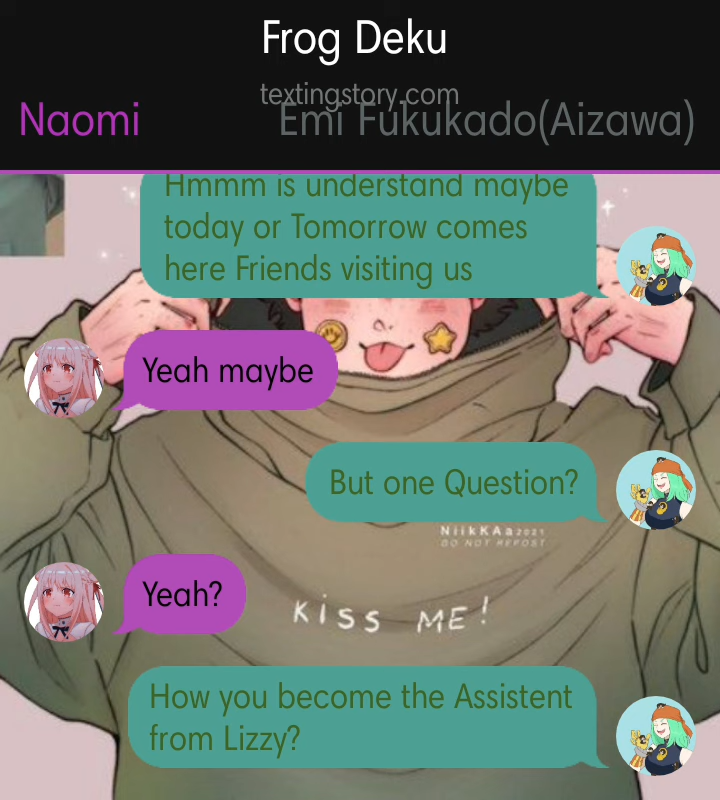 Frog Deku
textingstory.com
Naomi
Emi Fukukado(Aizawa)
Hmmm is understand maybe
today or Tomorrow comes
here Friends visiting us
Yeah maybe
But one Question?
NiikKAa2021
DO NOT REPOST
Yeah?
KISS ME!
How you become the Assistent
from Lizzy?